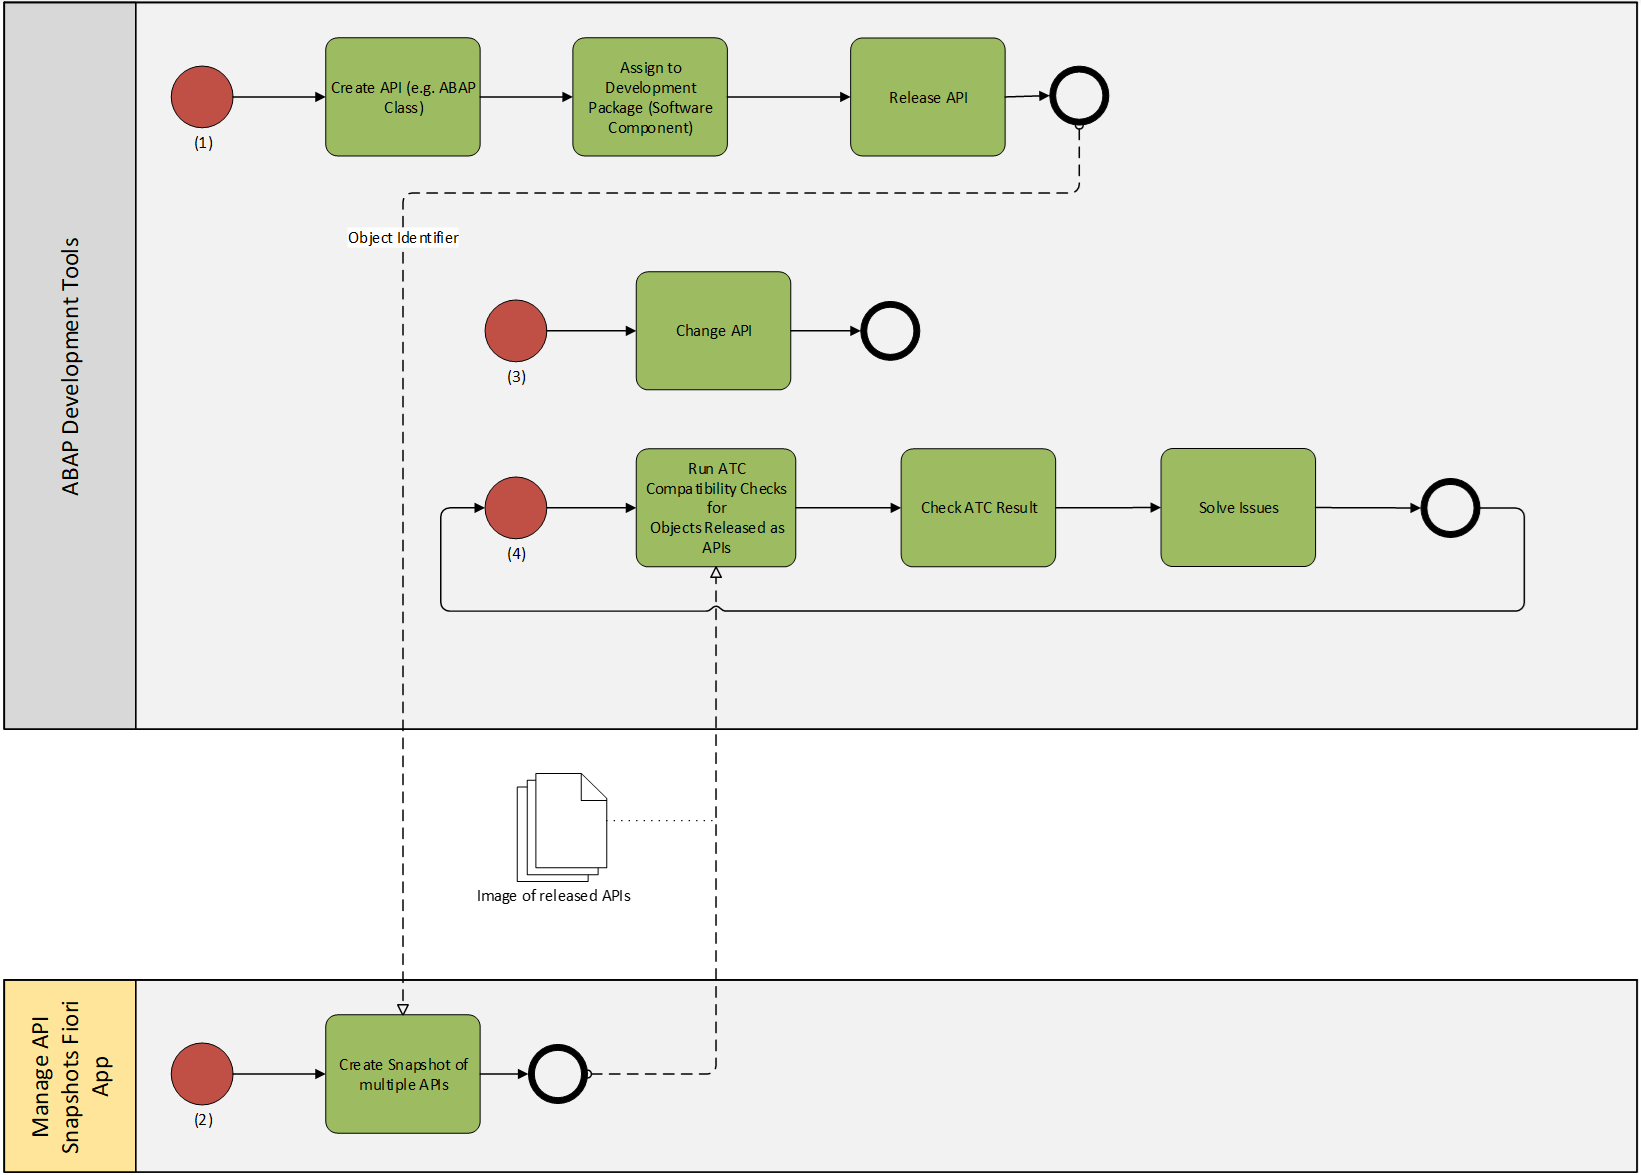 ABAP Development Tools
(1)
Create API (e.g. ABAP
Class)
Assign to
Development
Package (Software
Component)
Release API
Object Identifier
(3)
Change API
(4)
Run ATC
Compatibility Checks
for
Objects Released as
APIs
Check ATC Result
Solve Issues
Image of released APIs
Manage API
Snapshots Fiori
App
(2)
Create Snapshot of
multiple APIs